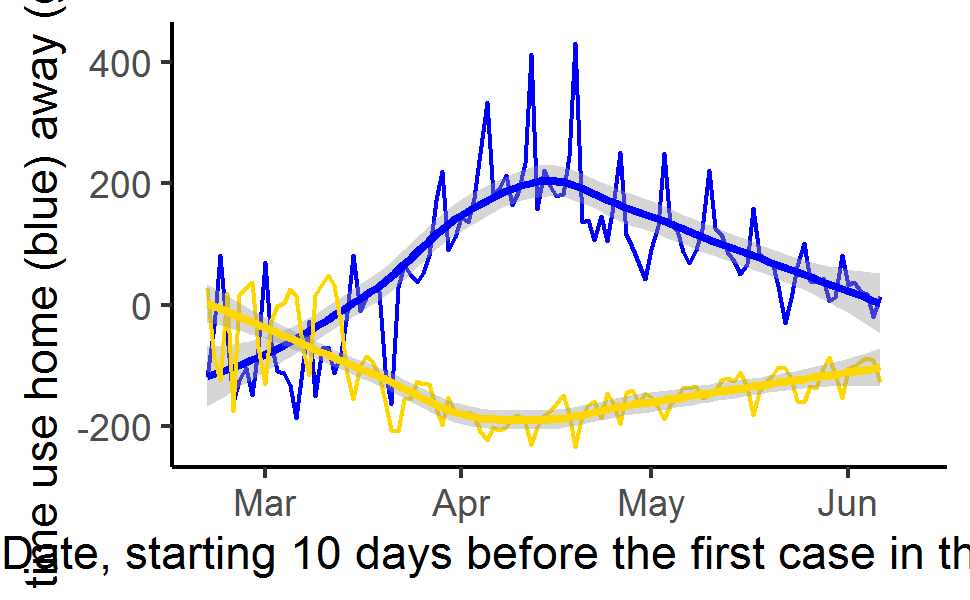 time use home (blue) away (
400
200
0
-200
Mar Apr May Jun
Date, starting 10 days before the first case in th